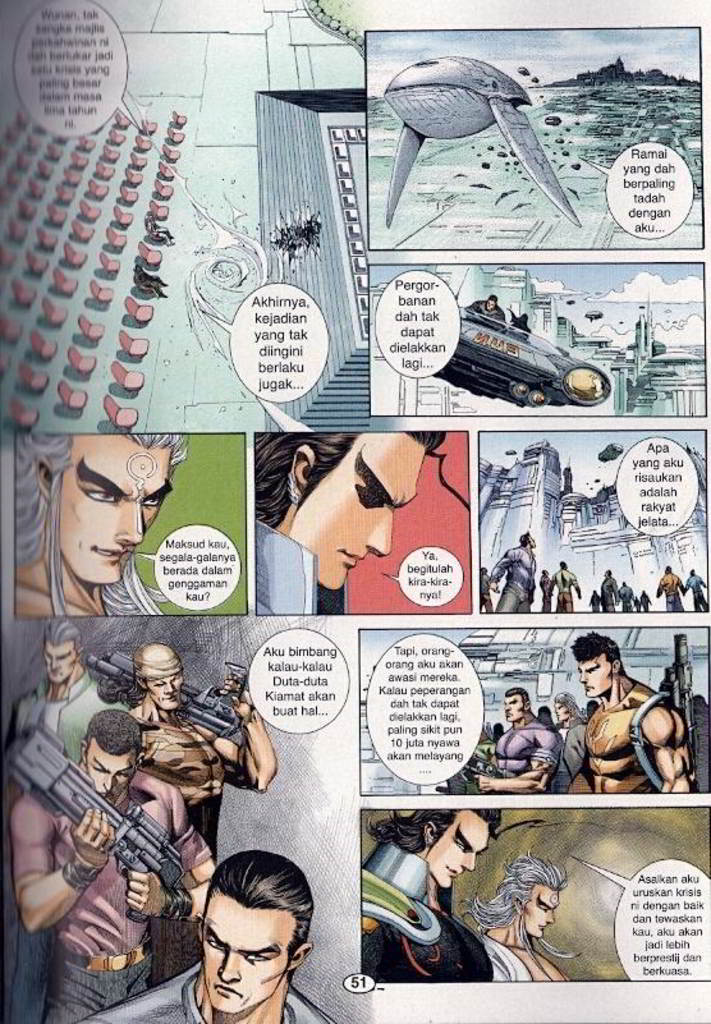 Wunan, tak
sangka majlis
perkahwinan ni
dah bertukar jadi
satu krisis yang
paling besar
dalam masa
lima tahun
ni.
Ramai
yang dah
berpaling
tadah
dengan
aku...
Akhirnya,
kejadian
yang tak
diingini
berlaku
jugak...
Pergor-
banan
dah tak
dapat
dielakkan
lagi...
Maksud kau,
segala-galanya
berada dalam
genggaman
kau?
Ya,
begitulah
kira-kira-
nya!
Apa
yang aku
risaukan
adalah
rakyat
jelata...
Aku bimbang
kalau-kalau
Duta-duta
Kiamat akan
buat hal...
Tapi, orang-
orang aku akan
awasi mereka.
Kalau peperangan
dah tak dapat
dielakkan lagi,
paling sikit pun
10 juta nyawa
akan melayang
....
Asalkan aku
uruskan krisis
ni dengan baik
dan tewaskan
kau, aku akan
jadi lebih
berprestij dan
berkuasa.
51